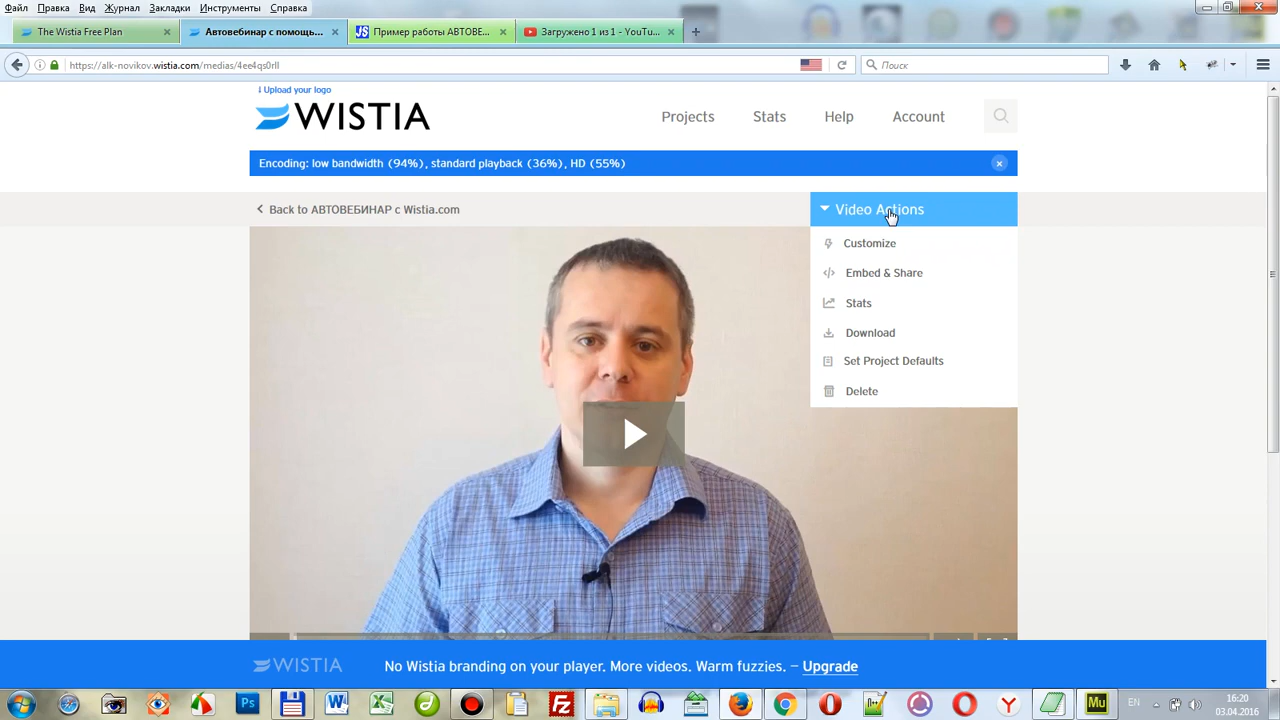 Файл Правка Вид Журнал Закладки Инструменты Справка
The Wistia Free Plan
Автовебинар с помощь...
Пример работы АВТОВЕ...
Загружено 1 из 1 - YouTu...
https://alk-novikov.wistia.com/medias/4ee4qs0rll
Поиск
Upload your logo
WISTIA
Projects Stats Help Account
Encoding: low bandwidth (94%), standard playback (36%), HD (55%)
Back to АВТОВЕБИНАР с Wistia.com
Video Actions
Customize
Embed & Share
Stats
Download
Set Project Defaults
Delete
WISTIA No Wistia branding on your player. More videos. Warm fuzzies. – Upgrade
EN
16:20
03.04.2016